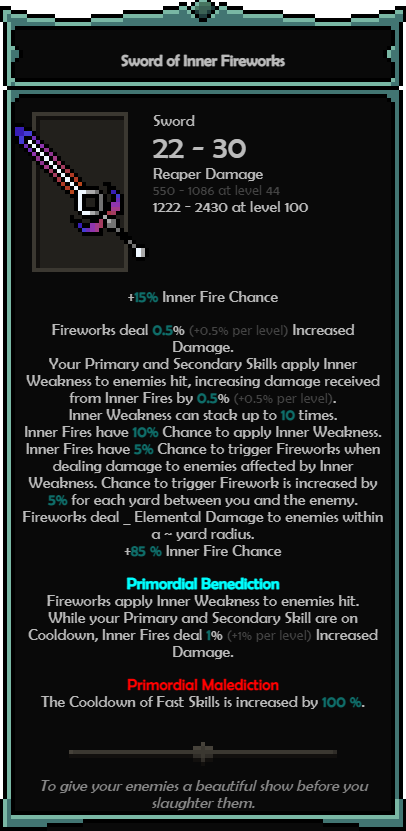 Sword of Inner Fireworks
Sword
22 - 30
Reaper Damage
550 - 1086 at level 44
1222 - 2430 at level 100
+15% Inner Fire Chance
Fireworks deal 0.5% (+0.5% per level) Increased
Damage.
Your Primary and Secondary Skills apply Inner
Weakness to enemies hit, increasing damage received
from Inner Fires by 0.5% (+0.5% per level).
Inner Weakness can stack up to 10 times.
Inner Fires have 10% Chance to apply Inner Weakness.
Inner Fires have 5% Chance to trigger Fireworks when
dealing damage to enemies affected by Inner
Weakness. Chance to trigger Firework is increased by
5% for each yard between you and the enemy.
Fireworks deal _ Elemental Damage to enemies within
a ~ yard radius.
+85 % Inner Fire Chance
Primordial Benediction
Fireworks apply Inner Weakness to enemies hit.
While your Primary and Secondary Skill are on
Cooldown, Inner Fires deal 1% (+1% per level) Increased
Damage.
Primordial Malediction
The Cooldown of Fast Skills is increased by 100 %.
To give your enemies a beautiful show before you
slaughter them.